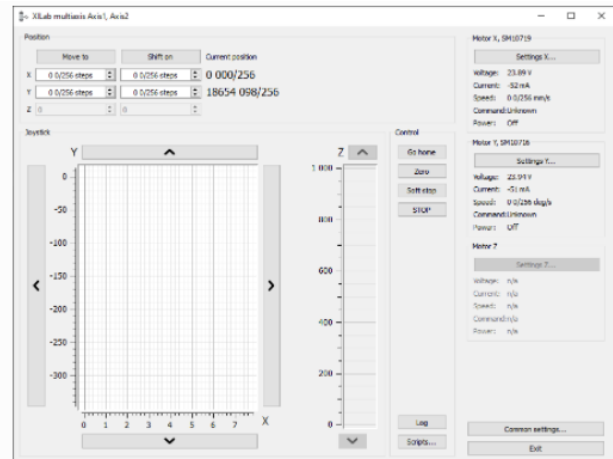 XILab multiaxis Axis1, Axis2
Position
Move to Shift on Current position
X 0 0/256 steps 0 0/256 steps 0 000/256
Y 0 0/256 steps 0 0/256 steps 18654 098/256
Z 0 0
Joystick
Y
0
-50
-100
-150
-200
-250
-300
0 1 2 3 4 5 6 7 X
Z
1 000
800
600
400
200
0
Control
Go home
Zero
Soft stop
STOP
Log
Scripts...
Motor X, SM10719
Settings X...
Voltage: 23.89 V
Current: -52 mA
Speed: 0 0/256 mm/s
Command:Unknown
Power: Off
Motor Y, SM10716
Settings Y...
Voltage: 23.94 V
Current: -51 mA
Speed: 0 0/256 deg/s
Command:Unknown
Power: Off
Motor Z
Settings Z...
Voltage: n/a
Current: n/a
Speed: n/a
Command:n/a
Power: n/a
Common settings...
Exit